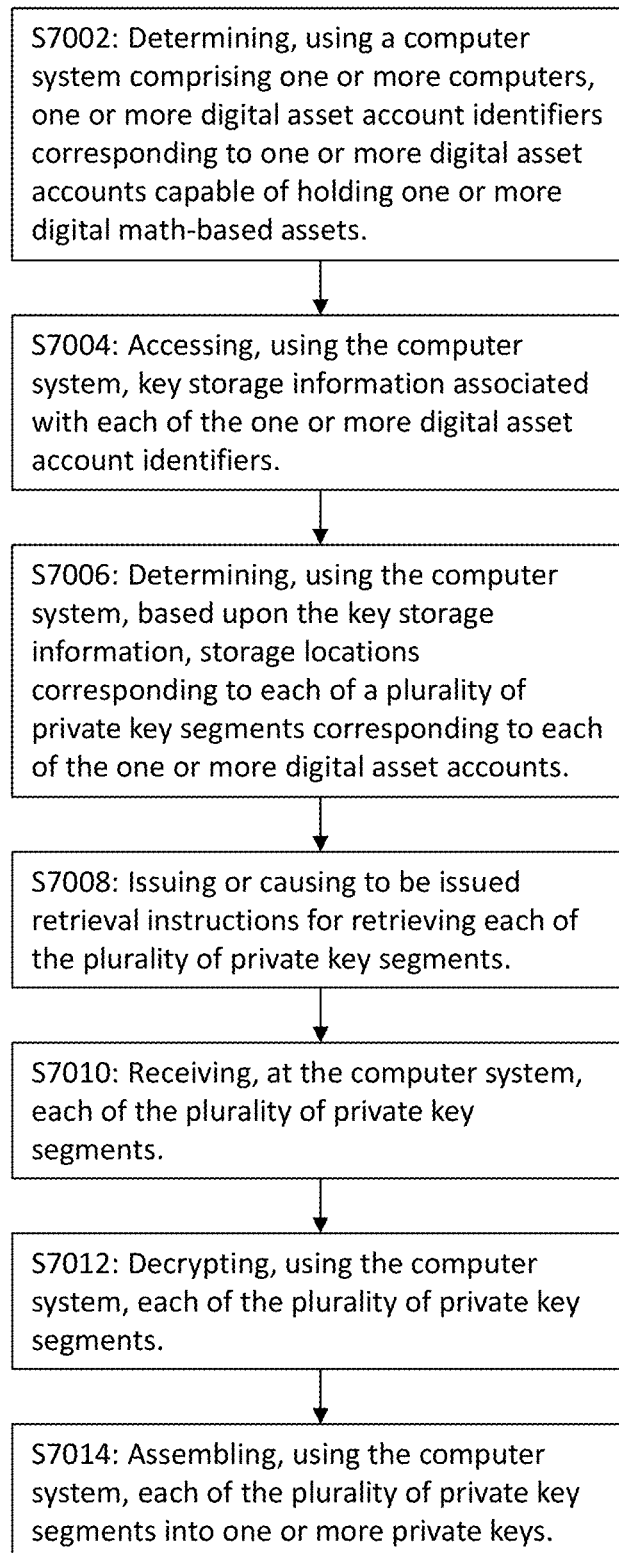 S7002: Determining, using a computer
system comprising one or more computers,
one or more digital asset account identifiers
corresponding to one or more digital asset
accounts capable of holding one or more
digital math-based assets.
S7004: Accessing, using the computer
system, key storage information associated
with each of the one or more digital asset
account identifiers.
S7006: Determining, using the computer
system, based upon the key storage
information, storage locations
corresponding to each of a plurality of
private key segments corresponding to each
of the one or more digital asset accounts.
S7008: Issuing or causing to be issued
retrieval instructions for retrieving each of
the plurality of private key segments.
S7010: Receiving, at the computer system,
each of the plurality of private key
segments.
S7012: Decrypting, using the computer
system, each of the plurality of private key
segments.
S7014: Assembling, using the computer
system, each of the plurality of private key
segments into one or more private keys.